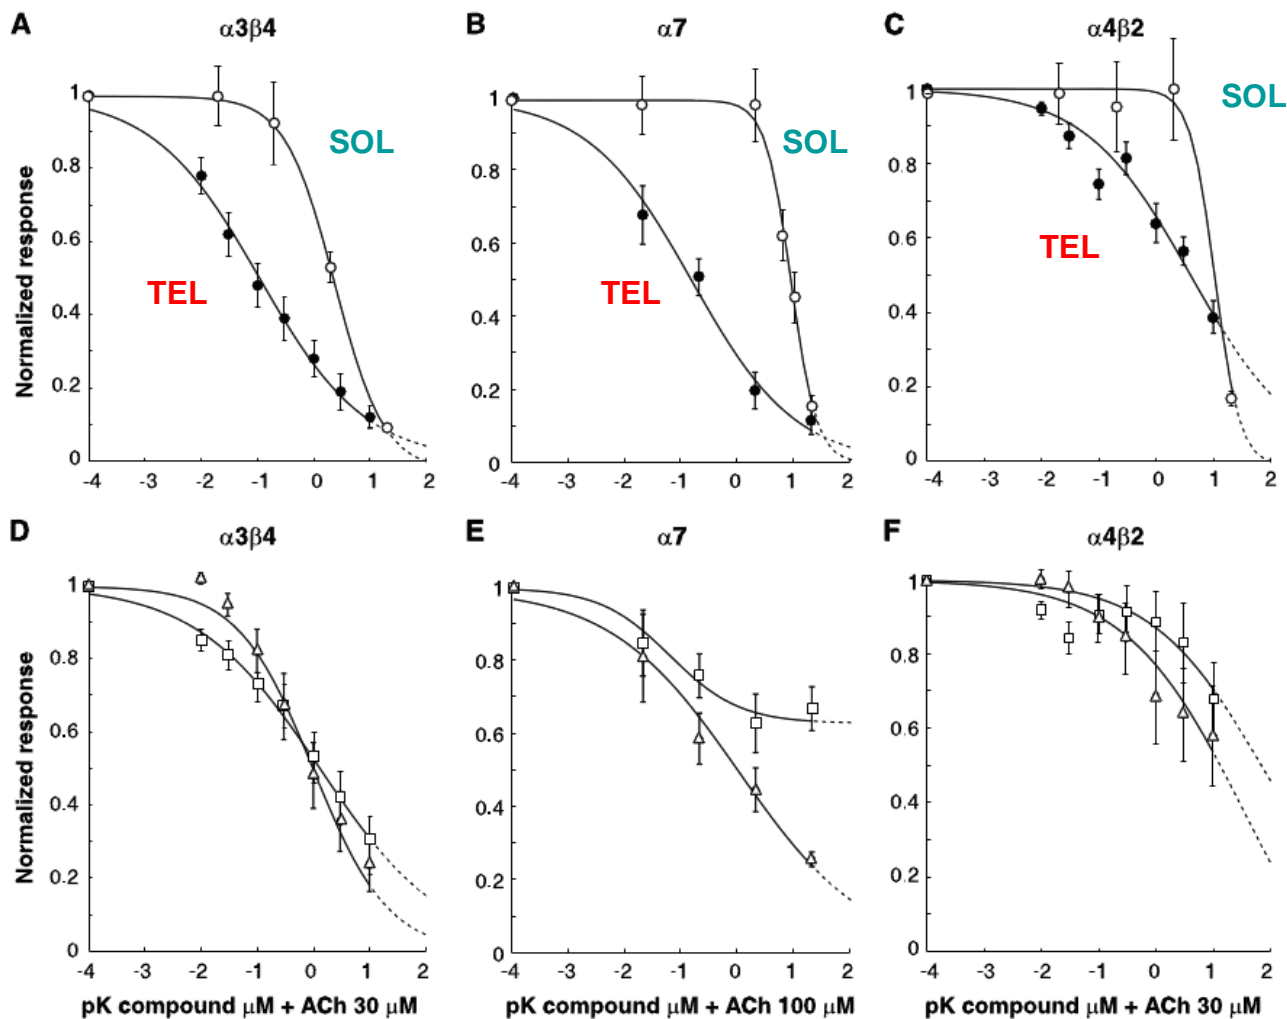 A α3β4
B α7
C α4β2
Normalized response
1
0.8
0.6
0.4
0.2
0
-4 -3 -2 -1 0 1 2
SOL
TEL
1
0.8
0.6
0.4
0.2
0
-4 -3 -2 -1 0 1 2
SOL
TEL
1
0.8
0.6
0.4
0.2
0
-4 -3 -2 -1 0 1 2
SOL
TEL
D α3β4
E α7
F α4β2
Normalized response
1
0.8
0.6
0.4
0.2
0
-4 -3 -2 -1 0 1 2
pK compound μM + ACh 30 μM
1
0.8
0.6
0.4
0.2
0
-4 -3 -2 -1 0 1 2
pK compound μM + ACh 100 μM
1
0.8
0.6
0.4
0.2
0
-4 -3 -2 -1 0 1 2
pK compound μM + ACh 30 μM